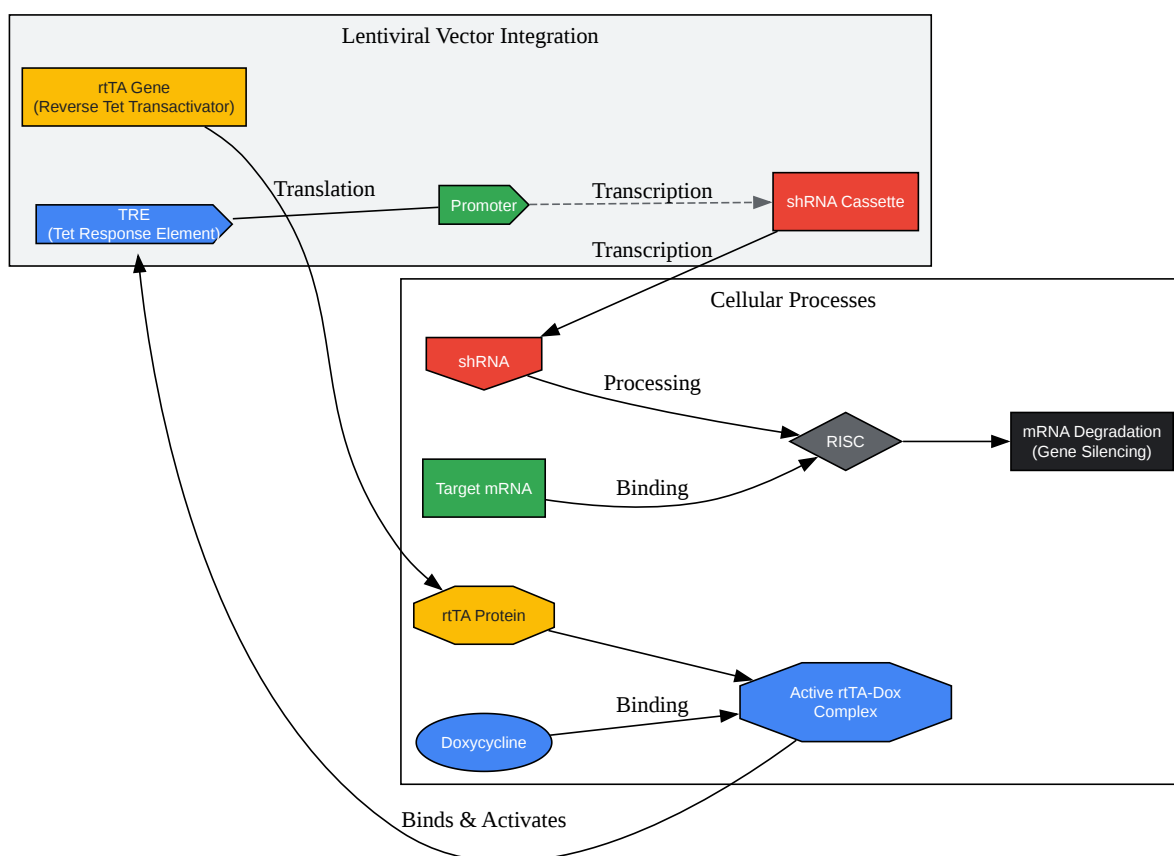 Lentiviral Vector Integration
rtTA Gene
(Reverse Tet Transactivator)
Translation
TRE
(Tet Response Element)
Promoter
Transcription
shRNA Cassette
Transcription
Cellular Processes
shRNA
Processing
RISC
mRNA Degradation
(Gene Silencing)
Target mRNA
Binding
rtTA Protein
Active rtTA-Dox
Complex
Binding
Doxycycline
Binds & Activates